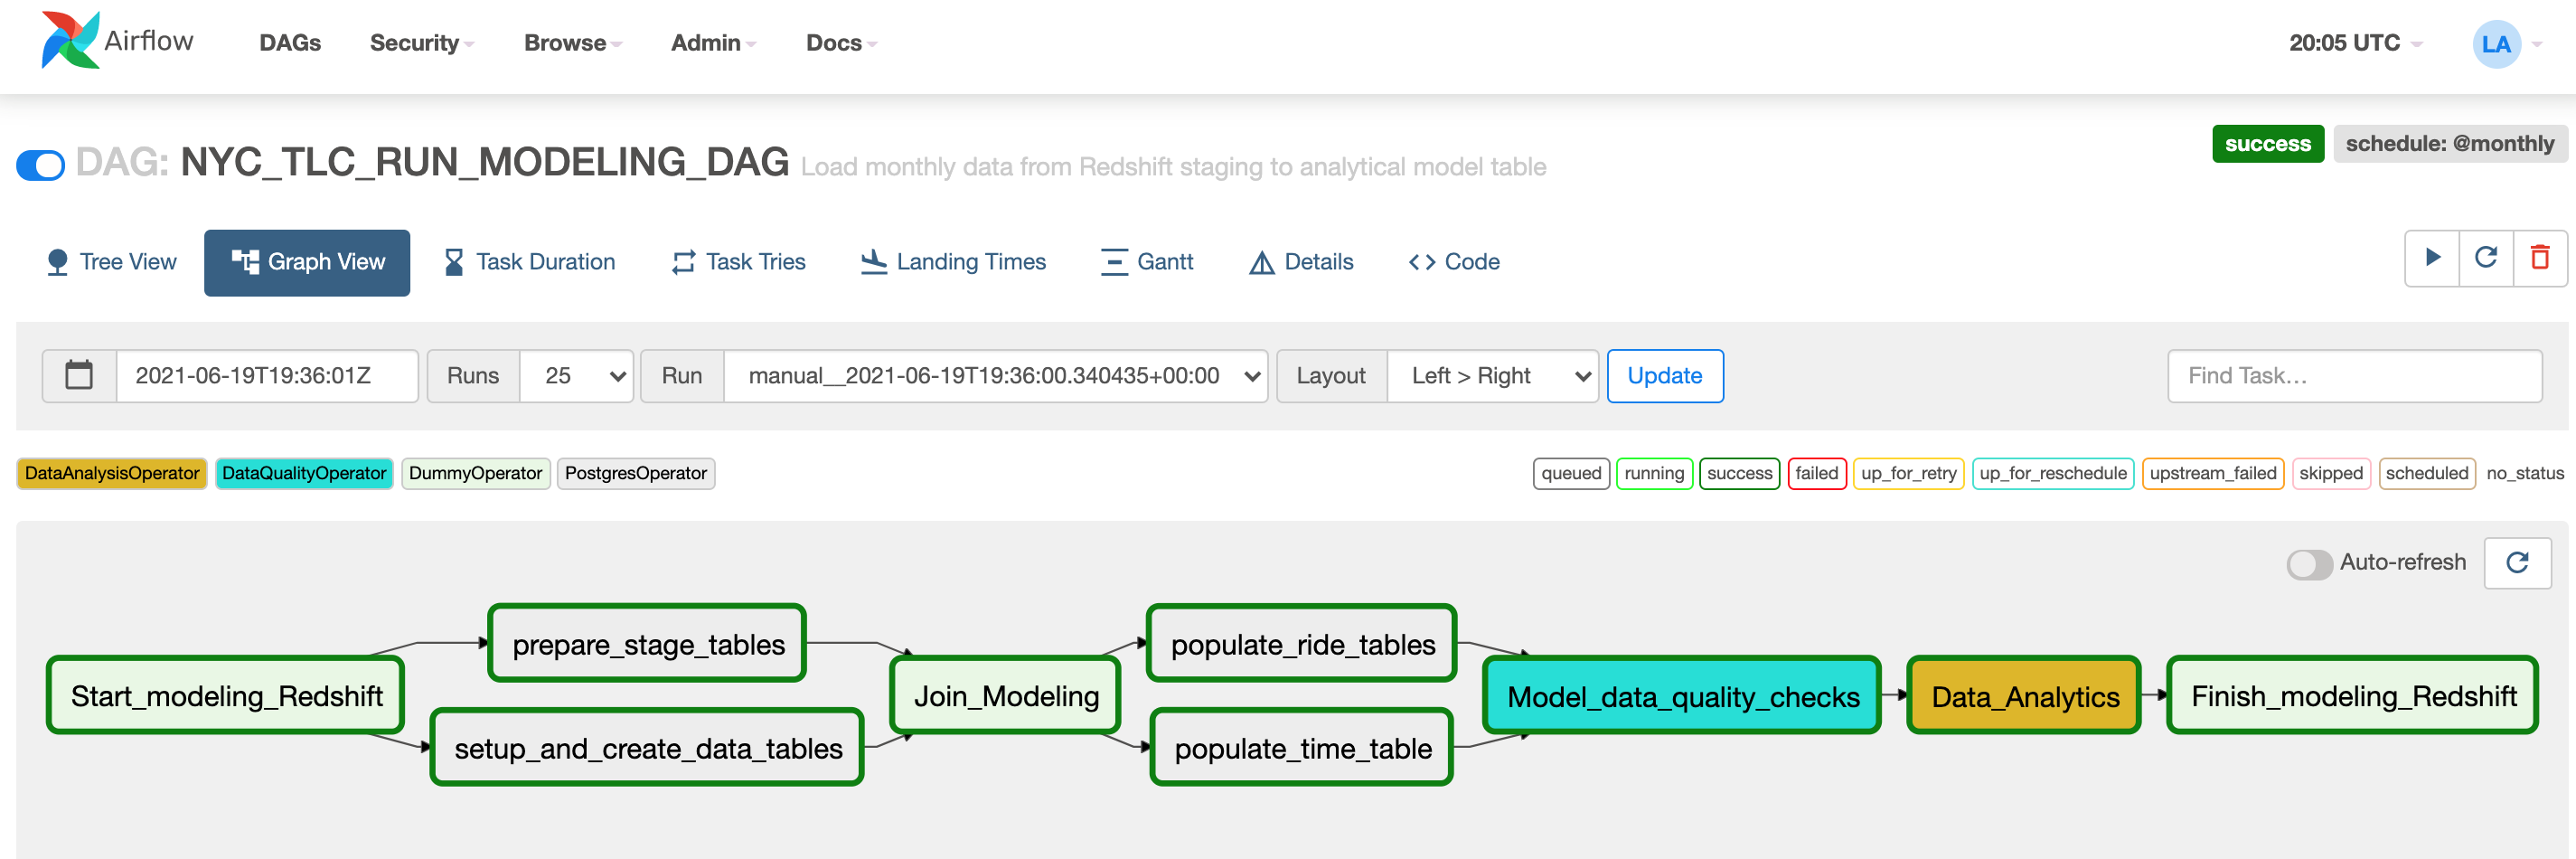 Airflow DAGs Security Browse Admin Docs 20:05 UTC LA
success schedule: @monthly
DAG: NYC_TLC_RUN_MODELING_DAG Load monthly data from Redshift staging to analytical model table
Tree View Graph View Task Duration Task Tries Landing Times Gantt Details Code
2021-06-19T19:36:01Z Runs 25 Run manual__2021-06-19T19:36:00.340435+00:00 Layout Left > Right Update Find Task...
DataAnalysisOperator DataQualityOperator DummyOperator PostgresOperator queued running success failed up_for_retry up_for_reschedule upstream_failed skipped scheduled no_status
Auto-refresh
prepare_stage_tables populate_ride_tables
Start_modeling_Redshift Join_Modeling Model_data_quality_checks Data_Analytics Finish_modeling_Redshift
setup_and_create_data_tables populate_time_table